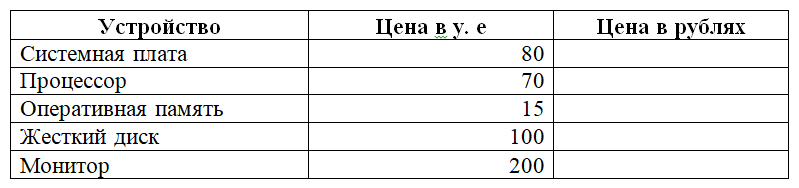 Устройство Цена в у. е Цена в рублях
Системная плата 80
Процессор 70
Оперативная память 15
Жесткий диск 100
Монитор 200